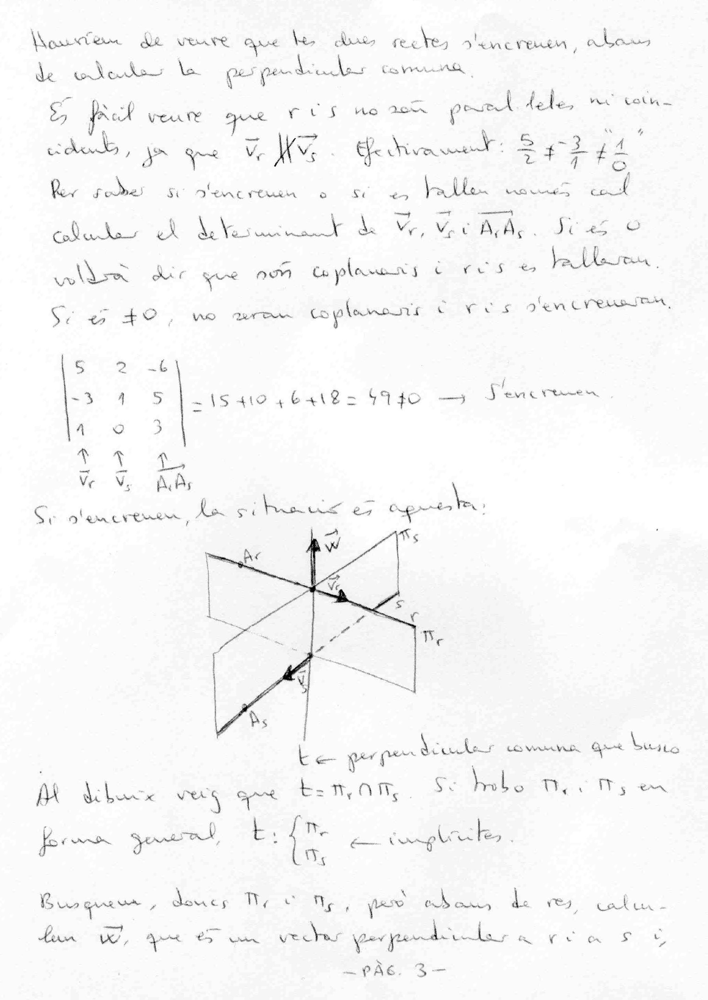 Hauríem de veure que les dues rectes s'encreuen, abans
de calcular la perpendicular comuna.
És fàcil veure que r i s no són paral·leles ni coin-
cidents, ja que v⃗r ∦ v⃗s. Efectivament: 5/2 ≠ -3/1 ≠ "1/0"
Per saber si s'encreuen o si es tallen només cal
calcular el determinant de v⃗r, v⃗s i ArAs. Si és 0
voldrà dir que són coplanaris i r i s es tallaran.
Si és ≠0, no seran coplanaris i r i s s'encreuaran.
| 5 2 -6 |
| -3 1 5 | = 15+10+6+18 = 49≠0 → S'encreuen.
| 1 0 3 |
↑ ↑ ↑
v⃗r v⃗s ArAs
Si s'encreuen, la situació és aquesta:
w⃗ πs
Ar
v⃗r
s
r
πr
v⃗s
As
t ← perpendicular comuna que busco
Al dibuix veig que t = πr ∩ πs. Si trobo πr i πs en
forma general, t: { πr
πs ← implícites.
Busquem, doncs πr i πs, però abans de res, calcu-
lem w⃗, que és un vector perpendicular a r i a s i,
- PÀG. 3 -